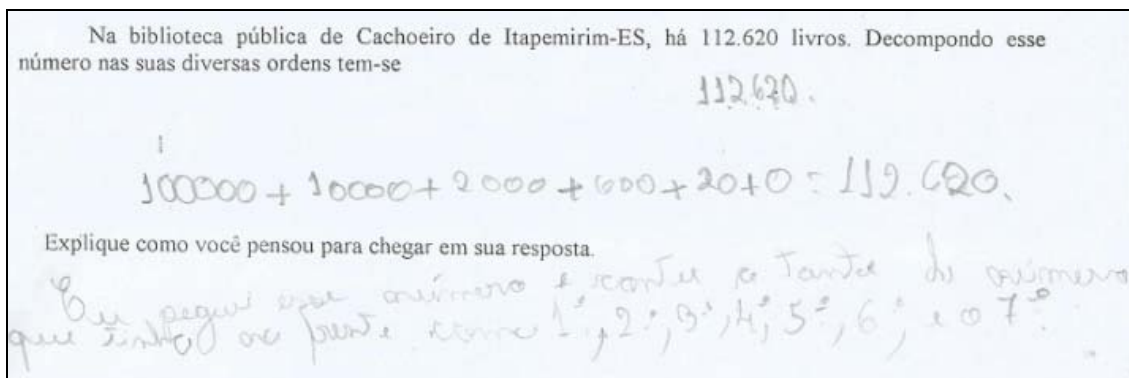 Na biblioteca pública de Cachoeiro de Itapemirim-ES, há 112.620 livros. Decompondo esse
número nas suas diversas ordens tem-se
112.620.
100000 + 10000 + 2000 + 600 + 20+0 = 112.620.
Explique como você pensou para chegar em sua resposta.
Eu pegui esse número e contei o tanto de número
que tinha na frente como 1º, 2º, 3º, 4º, 5º, 6º, e o 7º.